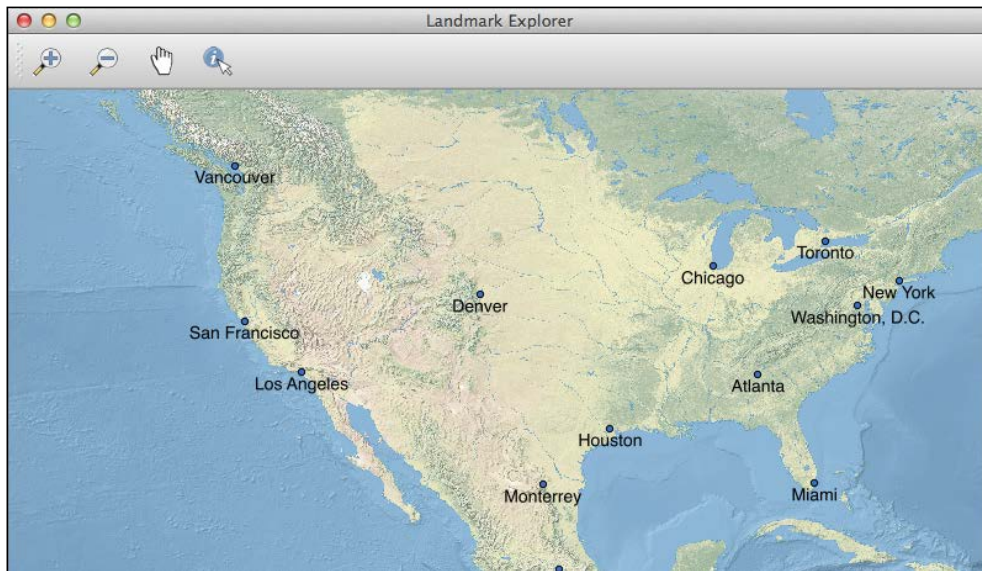 Landmark Explorer
Vancouver
Toronto
Chicago
New York
Denver
Washington, D.C.
San Francisco
Los Angeles
Atlanta
Houston
Monterrey
Miami